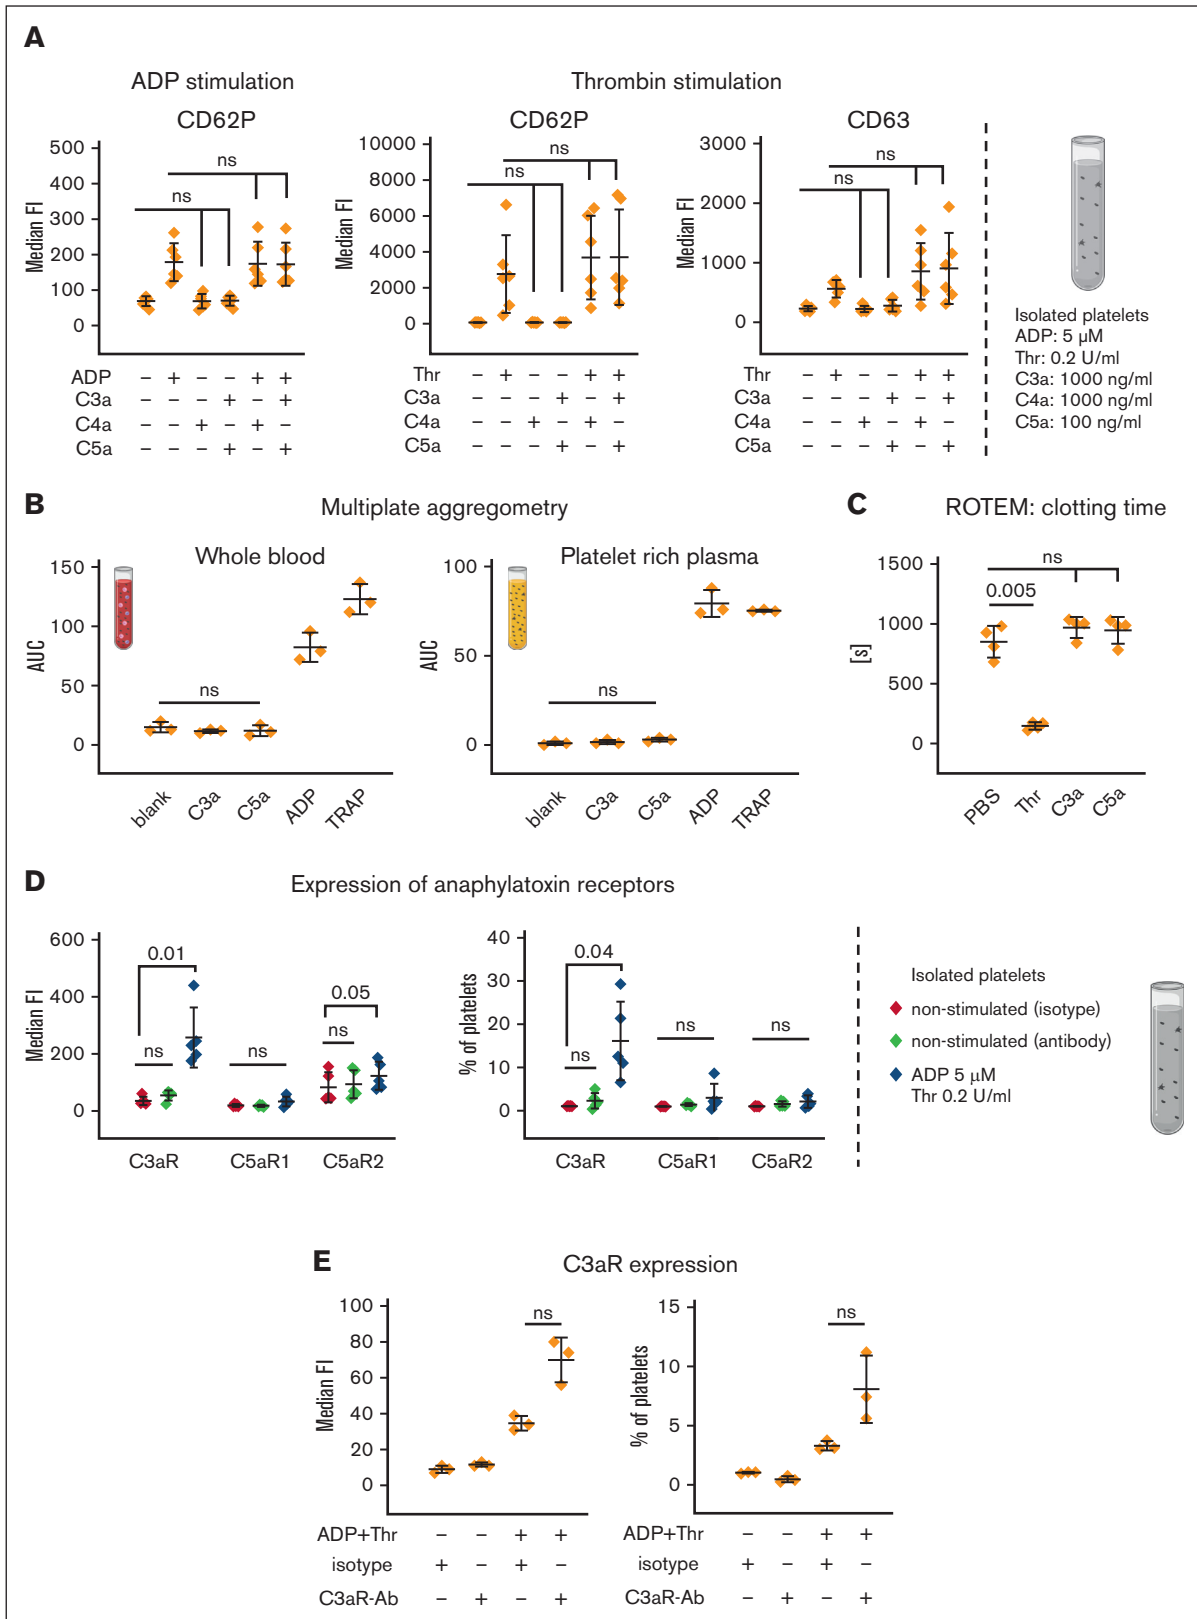 A
ADP stimulation
Thrombin stimulation
CD62P
CD62P
CD63
Median FI
500
400
300
200
100
0
ns
ns
ADP – + – – + +
C3a – – – + – +
C4a – – + – + –
C5a – – – + – +
Median FI
10000
8000
6000
4000
2000
0
ns
ns
Thr – + – – + +
C3a – – – + – +
C4a – – + – + –
C5a – – – + – +
Median FI
3000
2000
1000
0
ns
ns
Thr – + – – + +
C3a – – – + – +
C4a – – + – + –
C5a – – – + – +
Isolated platelets
ADP: 5 µM
Thr: 0.2 U/ml
C3a: 1000 ng/ml
C4a: 1000 ng/ml
C5a: 100 ng/ml
B
Multiplate aggregometry
Whole blood
AUC
150
100
50
0
ns
blank
C3a
C5a
ADP
TRAP
Platelet rich plasma
AUC
100
50
0
ns
blank
C3a
C5a
ADP
TRAP
C
ROTEM: clotting time
[s]
1500
1000
500
0
ns
0.005
PBS
Thr
C3a
C5a
D
Expression of anaphylatoxin receptors
Median FI
600
400
200
0
0.01
ns
ns
0.05
ns
C3aR
C5aR1
C5aR2
% of platelets
40
30
20
10
0
0.04
ns
ns
ns
C3aR
C5aR1
C5aR2
Isolated platelets
non-stimulated (isotype)
non-stimulated (antibody)
ADP 5 µM
Thr 0.2 U/ml
E
C3aR expression
Median FI
100
80
60
40
20
0
ns
ADP+Thr – – + +
isotype + – + –
C3aR-Ab – + – +
% of platelets
15
10
5
0
ns
ADP+Thr – – + +
isotype + – + –
C3aR-Ab – + – +